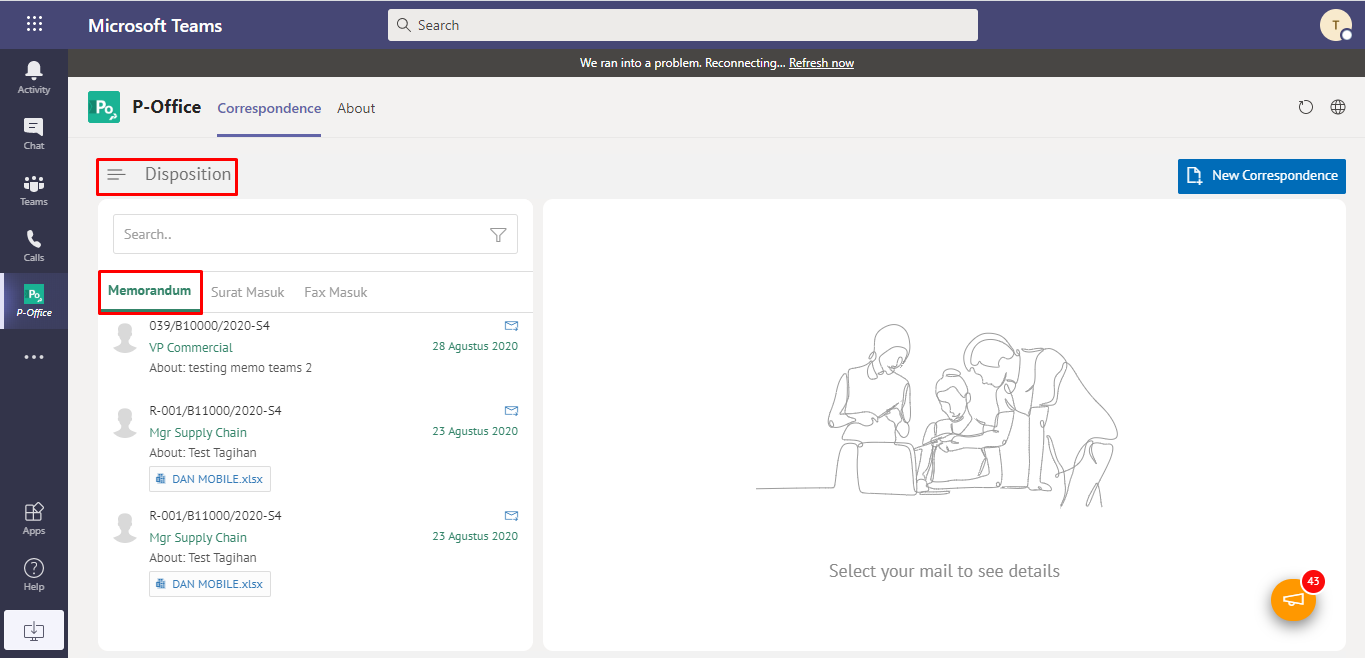 Microsoft Teams
Search
T
We ran into a problem. Reconnecting... Refresh now
Activity
Chat
Teams
Calls
Po
P-Office
Apps
Help
Po
P-Office
Correspondence
About
Disposition
New Correspondence
Search..
Memorandum
Surat Masuk
Fax Masuk
039/B10000/2020-S4
VP Commercial
28 Agustus 2020
About: testing memo teams 2
R-001/B11000/2020-S4
Mgr Supply Chain
23 Agustus 2020
About: Test Tagihan
DAN MOBILE.xlsx
R-001/B11000/2020-S4
Mgr Supply Chain
23 Agustus 2020
About: Test Tagihan
DAN MOBILE.xlsx
Select your mail to see details
43